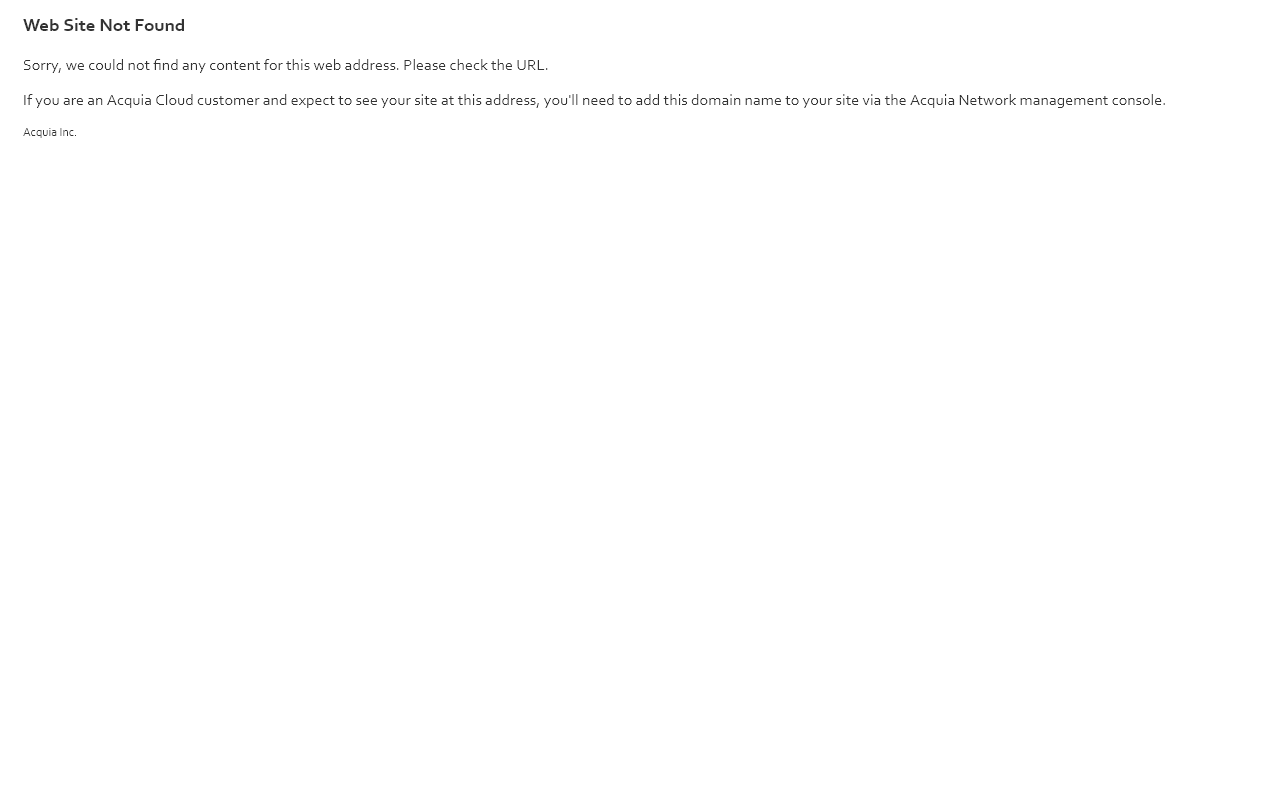 Web Site Not Found
Sorry, we could not find any content for this web address. Please check the URL.
If you are an Acquia Cloud customer and expect to see your site at this address, you'll need to add this domain name to your site via the Acquia Network management console.
Acquia Inc.